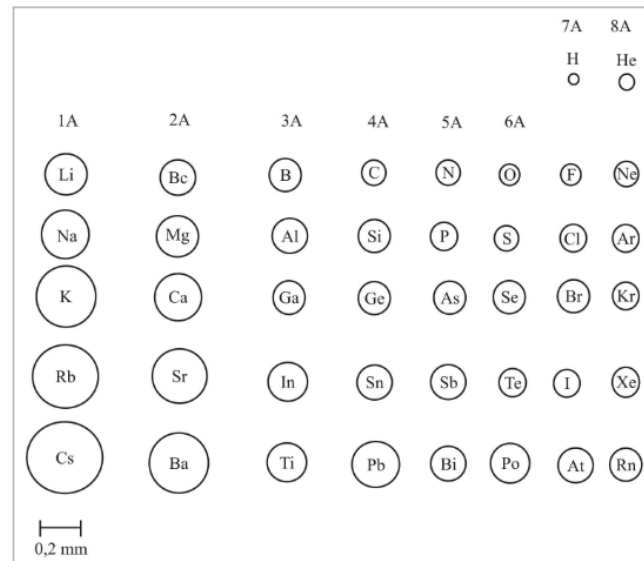 7A 8A
H He
1A 2A 3A 4A 5A 6A
Li Bc B C N O F Ne
Na Mg Al Si P S Cl Ar
K Ca Ga Ge As Se Br Kr
Rb Sr In Sn Sb Te I Xe
Cs Ba Ti Pb Bi Po At Rn
0,2 mm